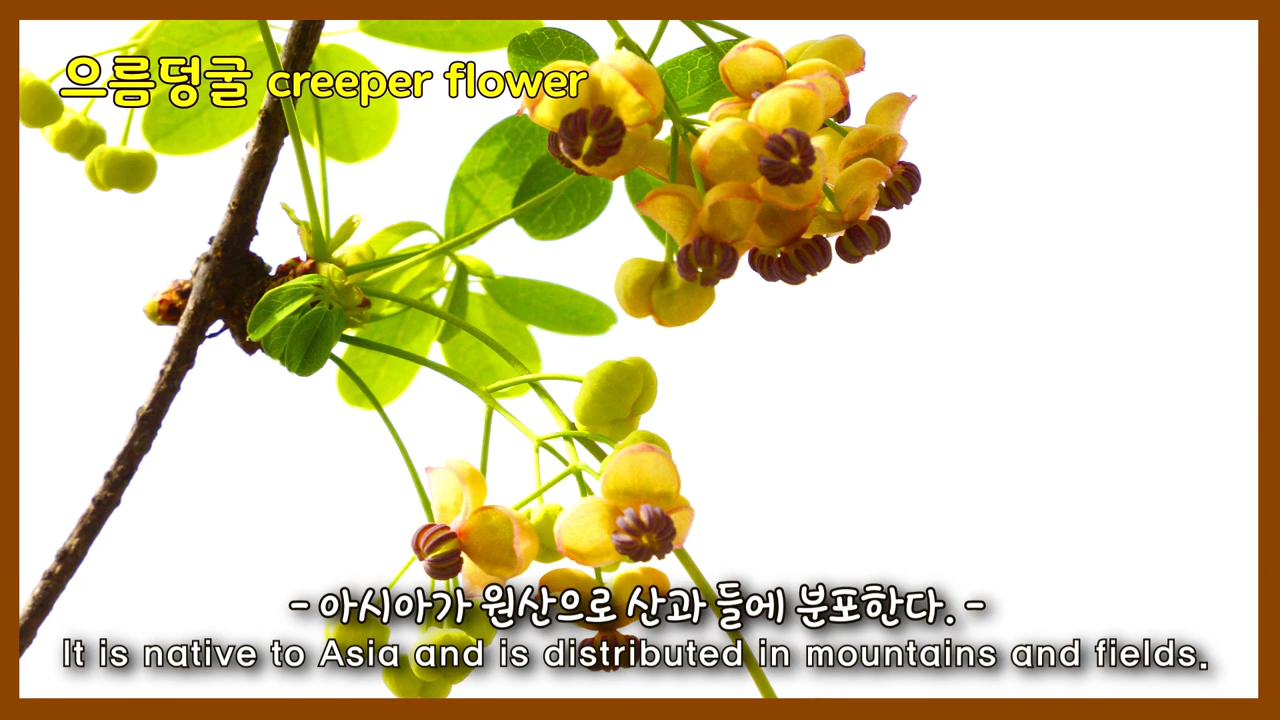 으름덩굴 creeper flower
- 아시아가 원산으로 산과 들에 분포한다. -
It is native to Asia and is distributed in mountains and fields.